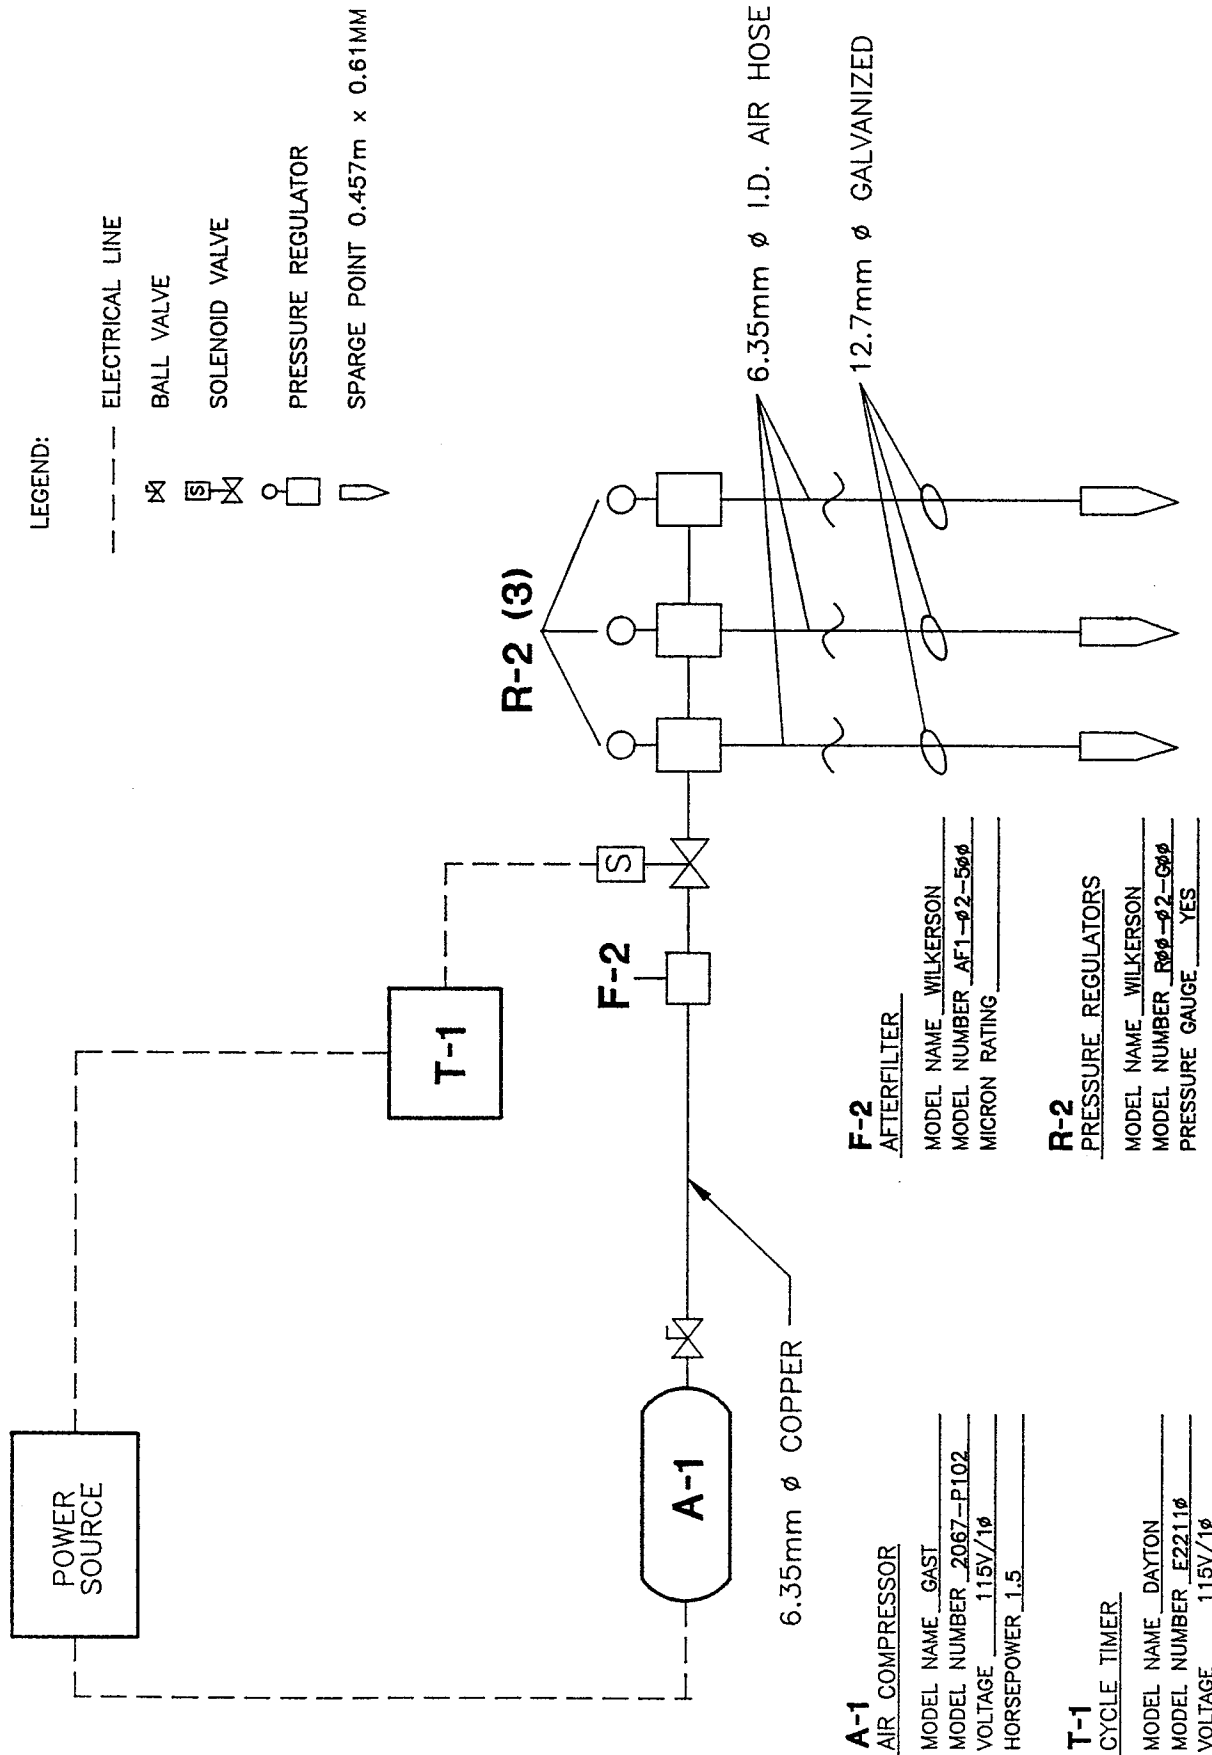 LEGEND:
ELECTRICAL LINE
BALL VALVE
S
SOLENOID VALVE
PRESSURE REGULATOR
SPARGE POINT 0.457m x 0.61MM
POWER
SOURCE
T-1
R-2 (3)
S
F-2
A-1
6.35mm ø COPPER
6.35mm ø I.D. AIR HOSE
12.7mm ø GALVANIZED
A-1
AIR COMPRESSOR
MODEL NAME GAST
MODEL NUMBER 2067-P102
VOLTAGE 115V/1ø
HORSEPOWER 1.5
T-1
CYCLE TIMER
MODEL NAME DAYTON
MODEL NUMBER E2211ø
VOLTAGE 115V/1ø
F-2
AFTERFILTER
MODEL NAME WILKERSON
MODEL NUMBER AF1-ø2-5øø
MICRON RATING
R-2
PRESSURE REGULATORS
MODEL NAME WILKERSON
MODEL NUMBER Røø-ø2-Gøø
PRESSURE GAUGE YES